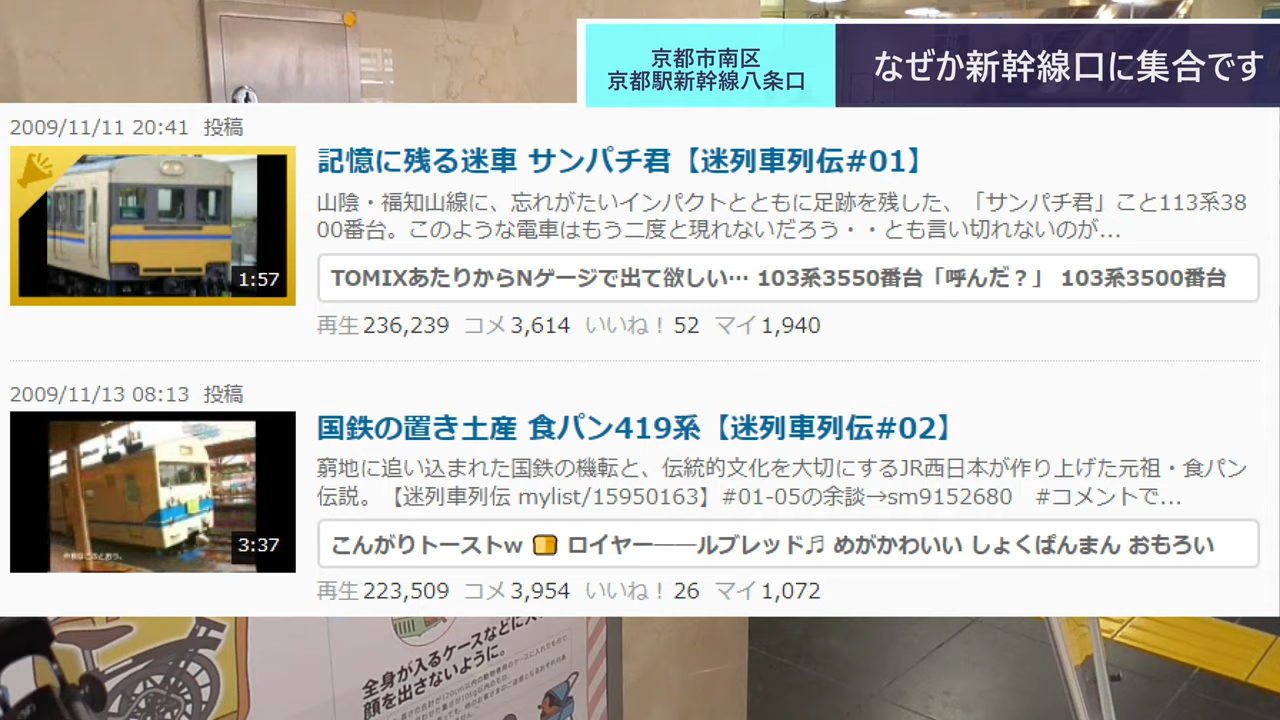 京都市南区
京都駅新幹線八条口
なぜか新幹線口に集合です
2009/11/11 20:41 投稿
記憶に残る迷車 サンパチ君【迷列車列伝#01】
山陰・福知山線に、忘れがたいインパクトとともに足跡を残した、「サンパチ君」こと113系38
00番台。このような電車はもう二度と現れないだろう・・とも言い切れないのが...
1:57
TOMIXあたりからNゲージで出て欲しい… 103系3550番台「呼んだ？」 103系3500番台
再生 236,239 コメ 3,614 いいね！ 52 マイ 1,940
2009/11/13 08:13 投稿
国鉄の置き土産 食パン419系【迷列車列伝#02】
窮地に追い込まれた国鉄の機転と、伝統的文化を大切にするJR西日本が作り上げた元祖・食パン
伝説。【迷列車列伝 mylist/15950163】#01-05の余談→sm9152680 #コメントで...
3:37
こんがりトーストw 🍞 ロイヤー──ルブレッド♫ めがかわいい しょくぱんまん おもろい
再生 223,509 コメ 3,954 いいね！ 26 マイ 1,072
全身が入るケースなどに入
顔を出さないように。